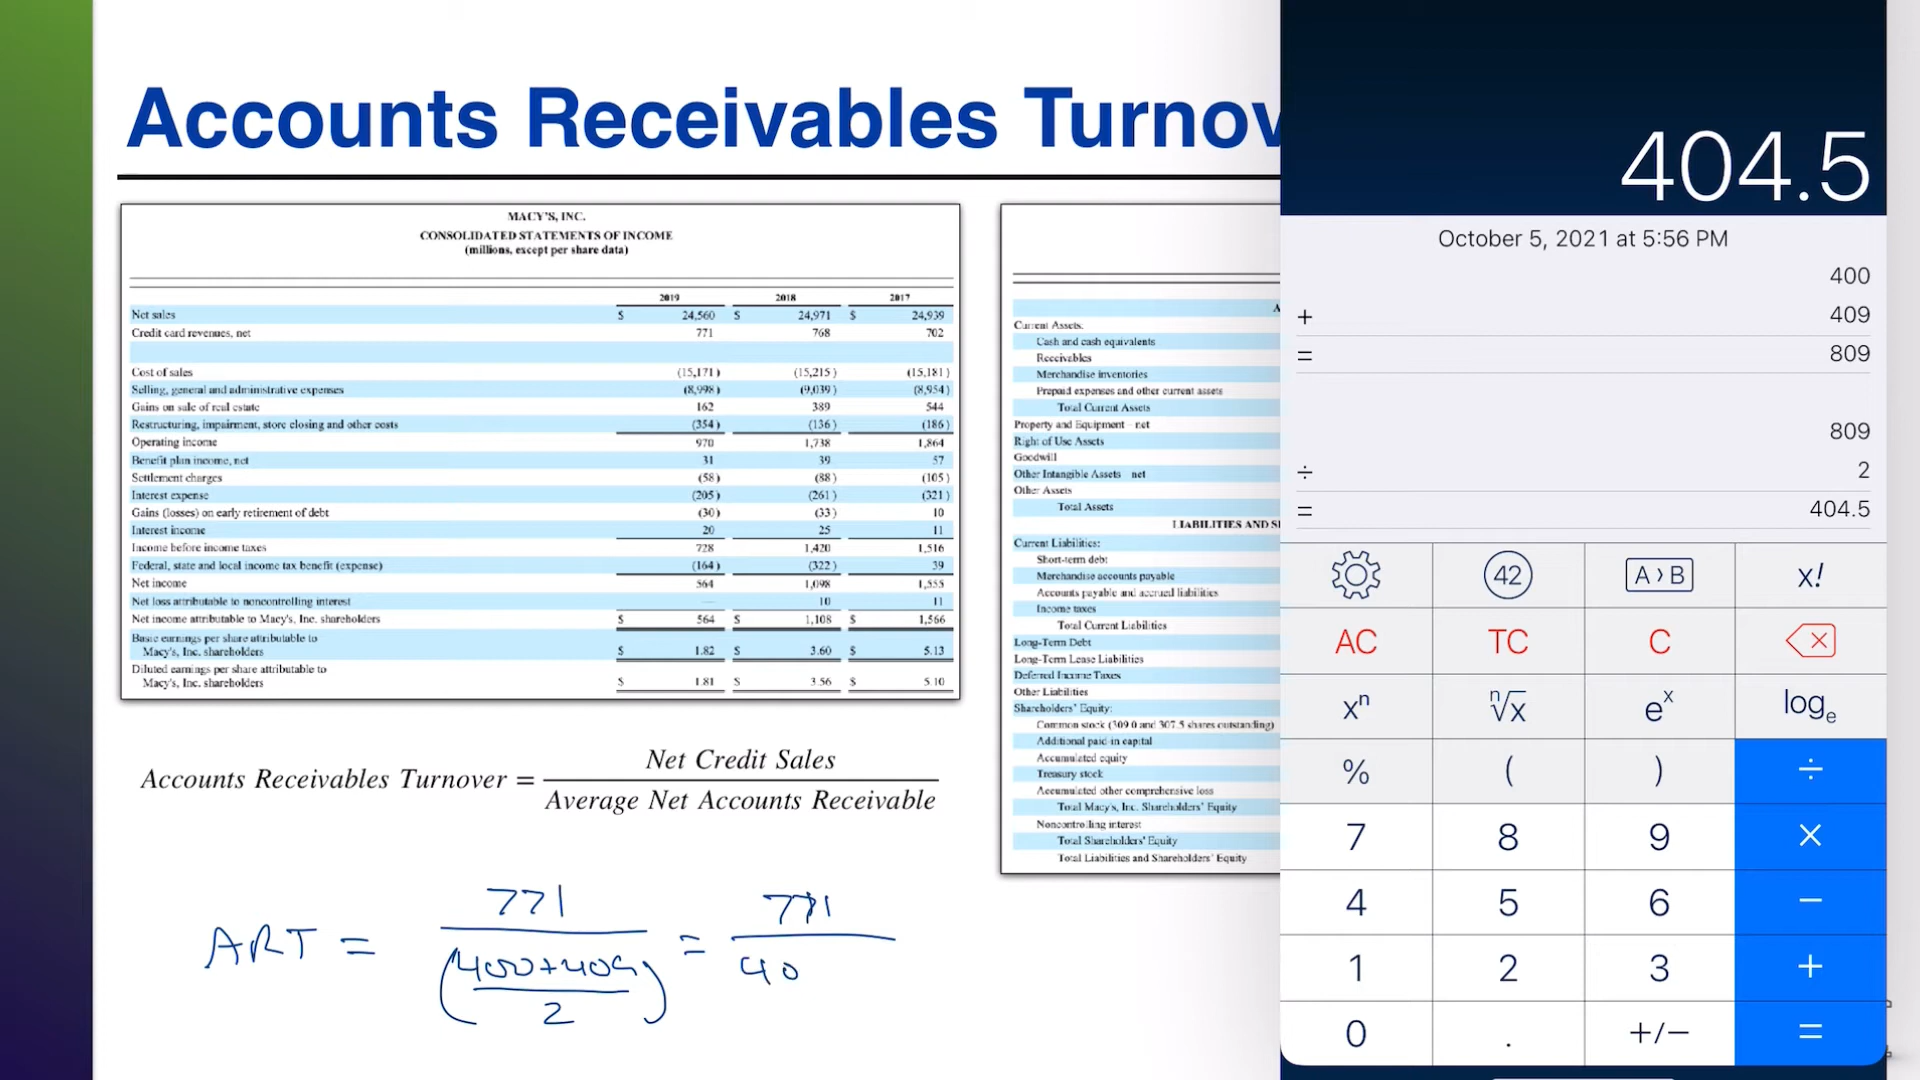 Accounts Receivables Turnov
MACY'S, INC.
CONSOLIDATED STATEMENTS OF INCOME
(millions, except per share data)
2019 2018 2017
Net sales $ 24,560 $ 24,971 $ 24,939
Credit card revenues, net 771 768 702
Cost of sales (15,171) (15,215) (15,181)
Selling, general and administrative expenses (8,998) (9,039) (8,954)
Gains on sale of real estate 162 389 544
Restructuring, impairment, store closing and other costs (354) (136) (186)
Operating income 970 1,738 1,864
Benefit plan income, net 31 39 57
Settlement charges (58) (88) (105)
Interest expense (205) (261) (321)
Gains (losses) on early retirement of debt (30) (33) 10
Interest income 20 25 11
Income before income taxes 728 1,420 1,516
Federal, state and local income tax benefit (expense) (164) (322) 39
Net income 564 1,098 1,555
Net loss attributable to noncontrolling interest — 10 11
Net income attributable to Macy's, Inc. shareholders $ 564 $ 1,108 $ 1,566
Basic earnings per share attributable to
Macy's, Inc. shareholders $ 1.82 $ 3.60 $ 5.13
Diluted earnings per share attributable to
Macy's, Inc. shareholders $ 1.81 $ 3.56 $ 5.10
A
Current Assets:
Cash and cash equivalents
Receivables
Merchandise inventories
Prepaid expenses and other current assets
Total Current Assets
Property and Equipment – net
Right of Use Assets
Goodwill
Other Intangible Assets – net
Other Assets
Total Assets
LIABILITIES AND S
Current Liabilities:
Short-term debt
Merchandise accounts payable
Accounts payable and accrued liabilities
Income taxes
Total Current Liabilities
Long-Term Debt
Long-Term Lease Liabilities
Deferred Income Taxes
Other Liabilities
Shareholders' Equity:
Common stock (309.0 and 307.5 shares outstanding)
Additional paid-in capital
Accumulated equity
Treasury stock
Accumulated other comprehensive loss
Total Macy's, Inc. Shareholders' Equity
Noncontrolling interest
Total Shareholders' Equity
Total Liabilities and Shareholders' Equity
Accounts Receivables Turnover = Net Credit Sales
Average Net Accounts Receivable
ART = 771 = 771
(400+409 40
2)
404.5
October 5, 2021 at 5:56 PM
400
+ 409
= 809
809
÷ 2
= 404.5
42 A›B x!
AC TC C
xⁿ ⁿ√x eˣ logₑ
% ( ) ÷
7 8 9 ×
4 5 6 −
1 2 3 +
0 . +/− =